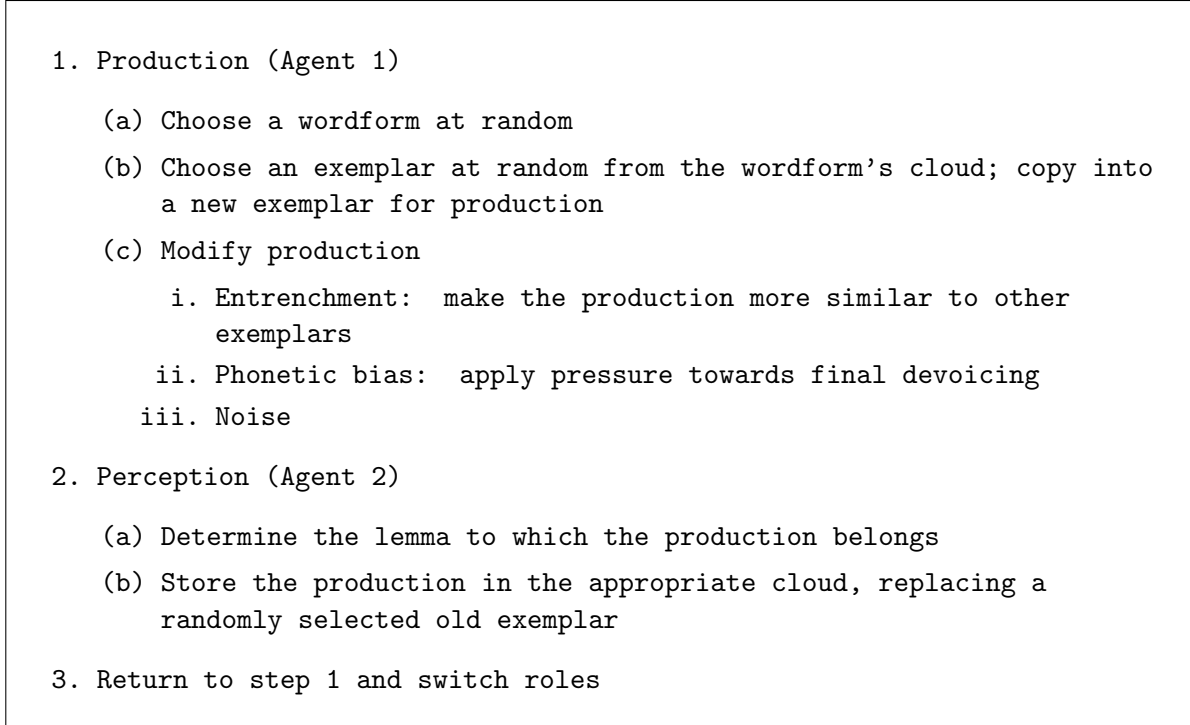 1. Production (Agent 1)
(a) Choose a wordform at random
(b) Choose an exemplar at random from the wordform's cloud; copy into
a new exemplar for production
(c) Modify production
i. Entrenchment: make the production more similar to other
exemplars
ii. Phonetic bias: apply pressure towards final devoicing
iii. Noise
2. Perception (Agent 2)
(a) Determine the lemma to which the production belongs
(b) Store the production in the appropriate cloud, replacing a
randomly selected old exemplar
3. Return to step 1 and switch roles